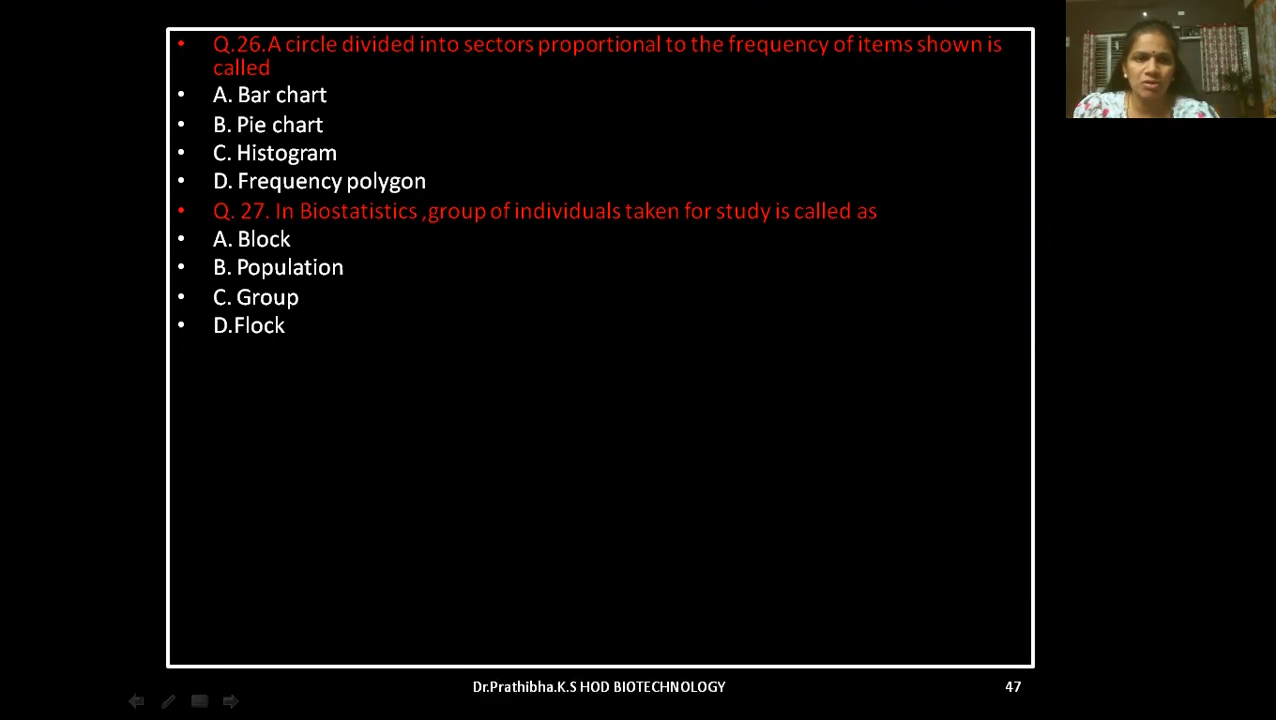 • Q.26.A circle divided into sectors proportional to the frequency of items shown is
called
• A. Bar chart
• B. Pie chart
• C. Histogram
• D. Frequency polygon
• Q. 27. In Biostatistics ,group of individuals taken for study is called as
• A. Block
• B. Population
• C. Group
• D.Flock
Dr.Prathibha.K.S HOD BIOTECHNOLOGY
47